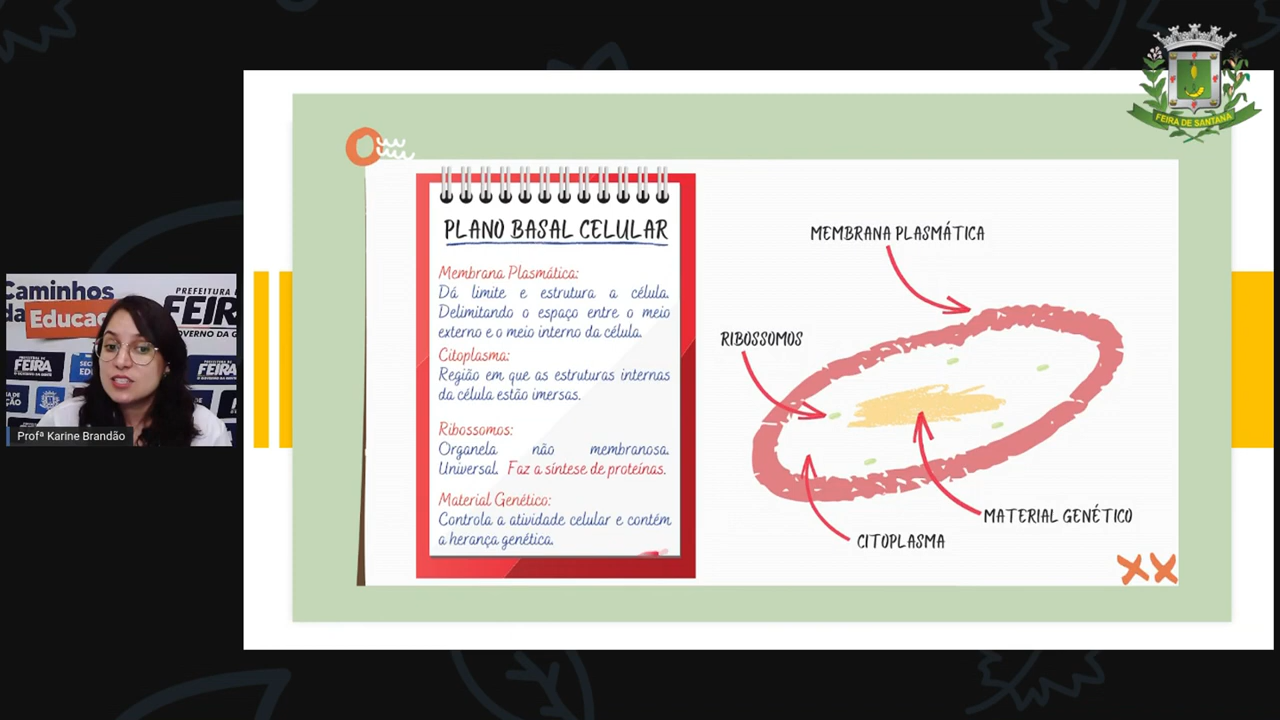 FEIRA DE SANTANA
PLANO BASAL CELULAR
Membrana Plasmática:
Dá limite e estrutura a célula.
Delimitando o espaço entre o meio
externo e o meio interno da célula.
Citoplasma:
Região em que as estruturas internas
da célula estão imersas.
Ribossomos:
Organela não membranosa.
Universal. Faz a síntese de proteínas.
Material Genético:
Controla a atividade celular e contém
a herança genética.
MEMBRANA PLASMÁTICA
RIBOSSOMOS
MATERIAL GENÉTICO
CITOPLASMA
Caminhos
da Educaç
PREFEITURA
FEIR
GOVERNO DA
FEIRA
FEIRA
Profª Karine Brandão